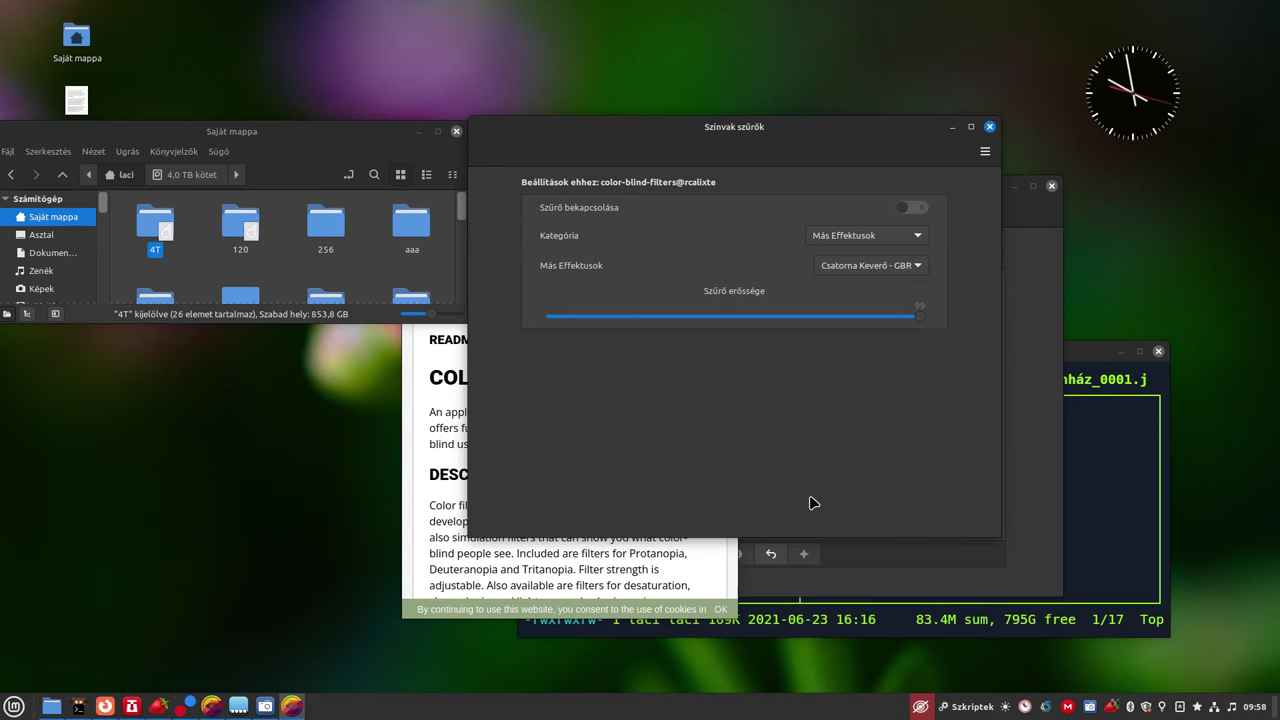 Saját mappa
Saját mappa
Fájl Szerkesztés Nézet Ugrás Könyvjelzők Súgó
laci 4,0 TB kötet
Számítógép
Saját mappa
Asztal
Dokumen...
Zenék
Képek
4T 120 256 aaa
"4T" kijelölve (26 elemet tartalmaz), Szabad hely: 853,8 GB
Színvak szűrők
Beállítások ehhez: color-blind-filters@rcalixte
Szűrő bekapcsolása
Kategória Más Effektusok
Más Effektusok Csatorna Keverő - GBR
Szűrő erőssége
99
READM
COL
An appl
offers fu
blind us
DESC
Color fil
develop
also simulation filters that can show you what color-
blind people see. Included are filters for Protanopia,
Deuteranopia and Tritanopia. Filter strength is
adjustable. Also available are filters for desaturation,
By continuing to use this website, you consent to the use of cookies in OK
nház_0001.j
-rwxrwxrw- 1 laci laci 109K 2021-06-23 16:16 83.4M sum, 795G free 1/17 Top
Szkriptek 09:58